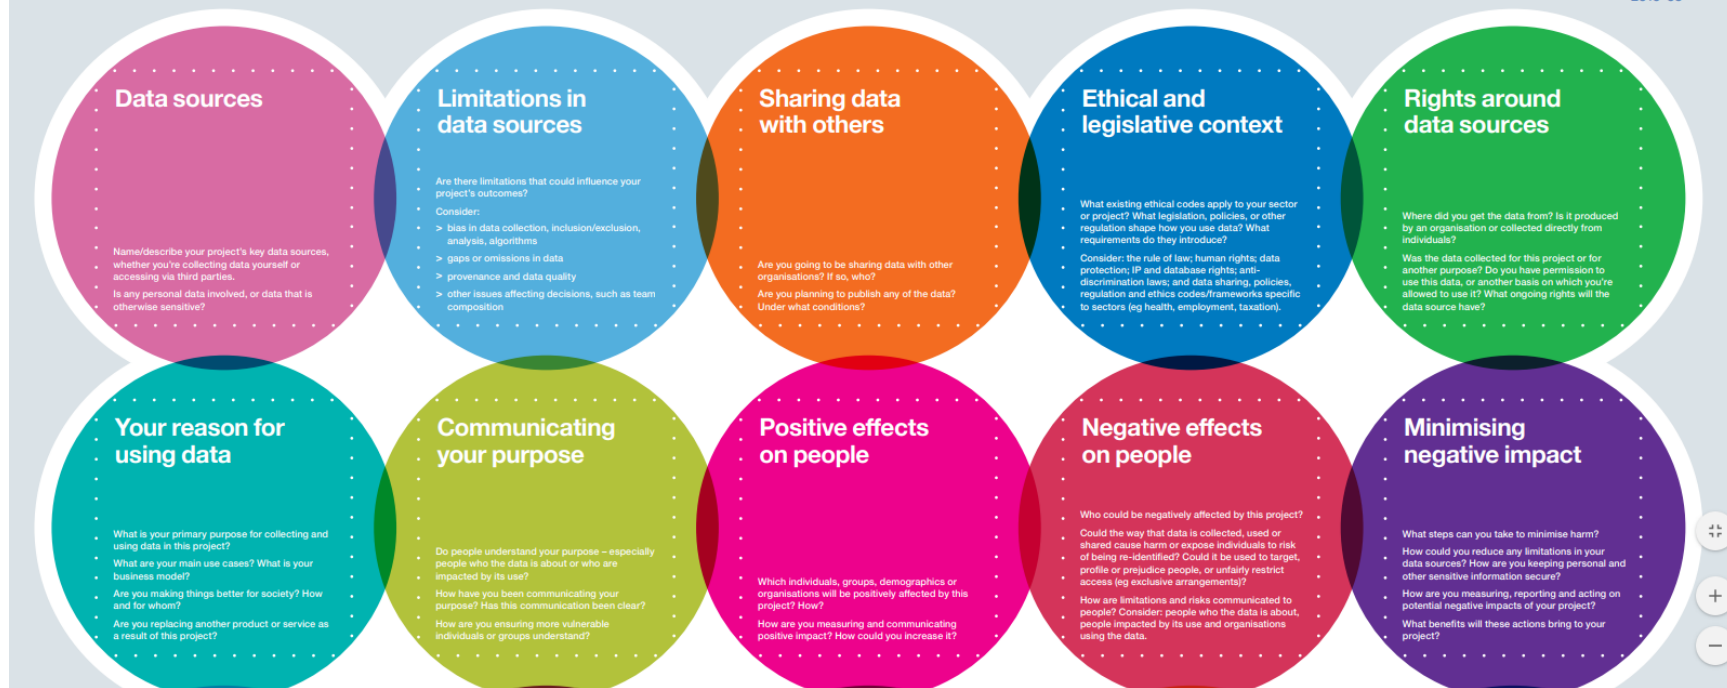 Data sources
Name/describe your project's key data sources,
whether you're collecting data yourself or
accessing via third parties.
Is any personal data involved, or data that is
otherwise sensitive?
Limitations in
data sources
Are there limitations that could influence your
project's outcomes?
Consider:
> bias in data collection, inclusion/exclusion,
analysis, algorithms
> gaps or omissions in data
> provenance and data quality
> other issues affecting decisions, such as team
composition
Sharing data
with others
Are you going to be sharing data with other
organisations? If so, who?
Are you planning to publish any of the data?
Under what conditions?
Ethical and
legislative context
What existing ethical codes apply to your sector
or project? What legislation, policies, or other
regulation shape how you use data? What
requirements do they introduce?
Consider: the rule of law; human rights; data
protection; IP and database rights; anti-
discrimination laws; and data sharing, policies,
regulation and ethics codes/frameworks specific
to sectors (eg health, employment, taxation).
Rights around
data sources
Where did you get the data from? Is it produced
by an organisation or collected directly from
individuals?
Was the data collected for this project or for
another purpose? Do you have permission to
use this data, or another basis on which you're
allowed to use it? What ongoing rights will the
data source have?
Your reason for
using data
What is your primary purpose for collecting and
using data in this project?
What are your main use cases? What is your
business model?
Are you making things better for society? How
and for whom?
Are you replacing another product or service as
a result of this project?
Communicating
your purpose
Do people understand your purpose – especially
people who the data is about or who are
impacted by its use?
How have you been communicating your
purpose? Has this communication been clear?
How are you ensuring more vulnerable
individuals or groups understand?
Positive effects
on people
Which individuals, groups, demographics or
organisations will be positively affected by this
project? How?
How are you measuring and communicating
positive impact? How could you increase it?
Negative effects
on people
Who could be negatively affected by this project?
Could the way that data is collected, used or
shared cause harm or expose individuals to risk
of being re-identified? Could it be used to target,
profile or prejudice people, or unfairly restrict
access (eg exclusive arrangements)?
How are limitations and risks communicated to
people? Consider: people who the data is about,
people impacted by its use and organisations
using the data.
Minimising
negative impact
What steps can you take to minimise harm?
How could you reduce any limitations in your
data sources? How are you keeping personal and
other sensitive information secure?
How are you measuring, reporting and acting on
potential negative impacts of your project?
What benefits will these actions bring to your
project?